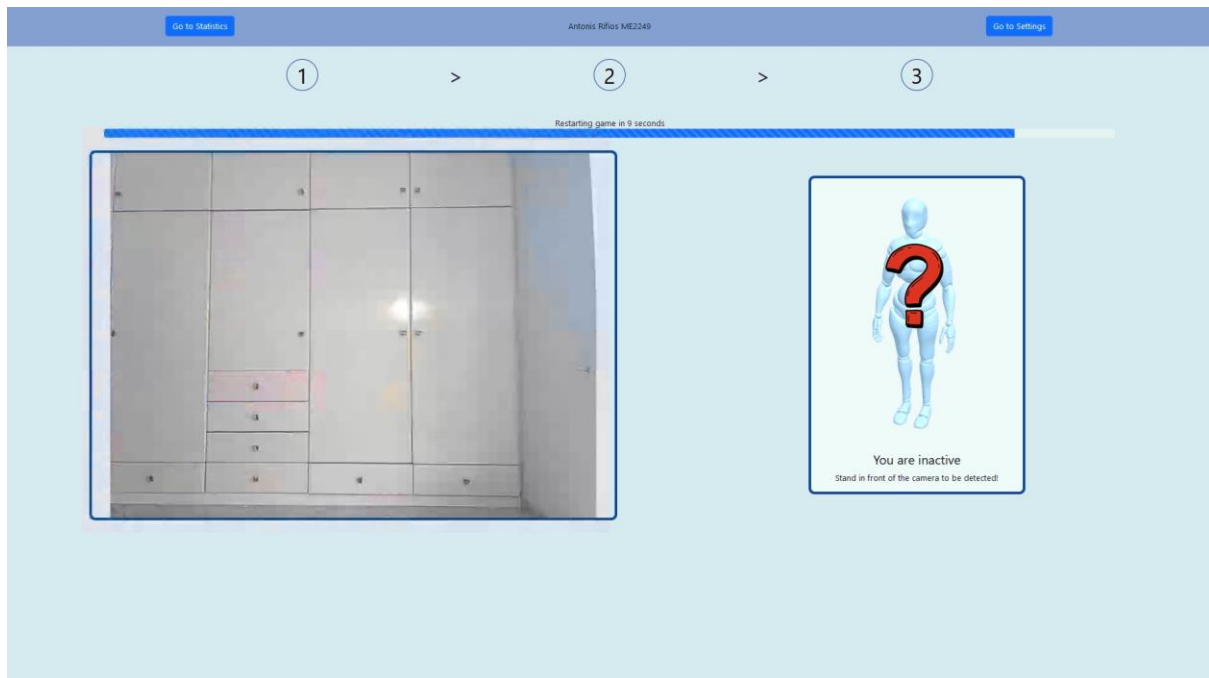 Go to Statistics
Antonis Rifios ME2249
Go to Settings
1 > 2 > 3
Restarting game in 9 seconds
You are inactive
Stand in front of the camera to be detected!